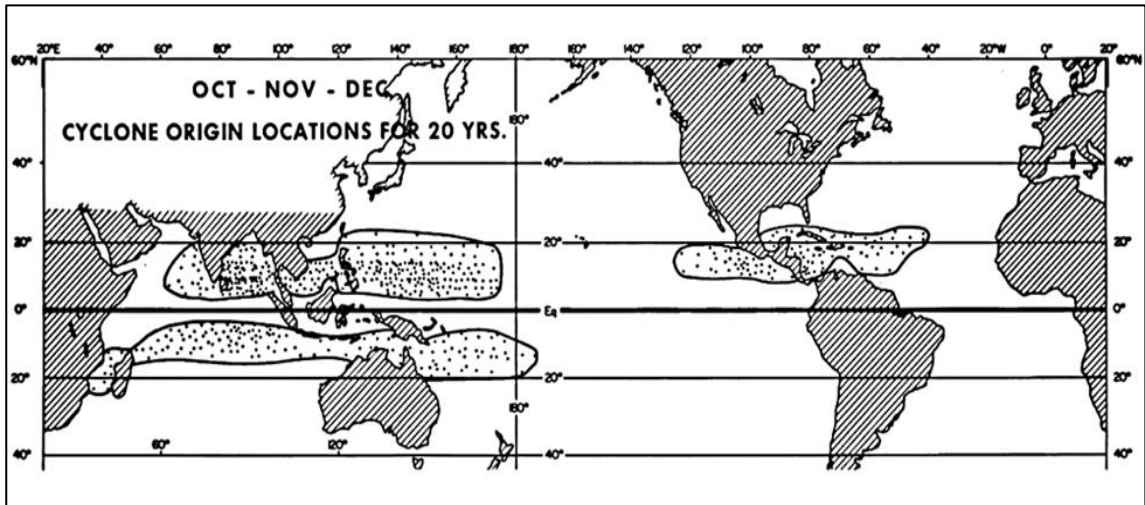 20°E 40° 60° 80° 100° 120° 140° 160° 160° 140° 120° 100° 80° 60° 40° 20°W 0° 20°
60°N 60°N
OCT - NOV - DEC
CYCLONE ORIGIN LOCATIONS FOR 20 YRS.
180°
40° 40° 40°
20° 20° 20°
0° Eq 0°
20° 20° 20°
180°
60° 120°
40° 40° 40°